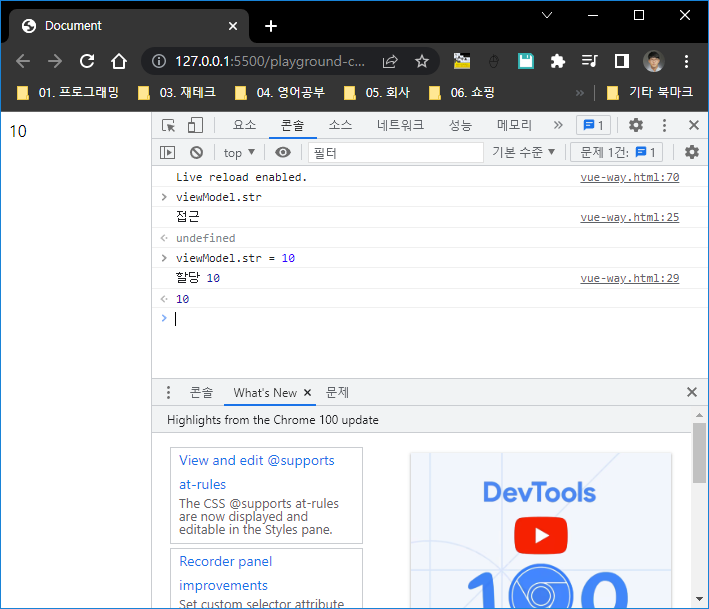 Document
127.0.0.1:5500/playground-c...
01. 프로그래밍
03. 재테크
04. 영어공부
05. 회사
06. 쇼핑
»
기타 북마크
10
요소
콘솔
소스
네트워크
성능
메모리
»
1
top
필터
기본 수준
문제 1건:
1
Live reload enabled.
vue-way.html:70
viewModel.str
접근
vue-way.html:25
undefined
viewModel.str = 10
할당 10
vue-way.html:29
10
콘솔
What's New
문제
Highlights from the Chrome 100 update
View and edit @supports
at-rules
The CSS @supports at-rules
are now displayed and
editable in the Styles pane.
Recorder panel
improvements
Set custom selector attribute
DevTools
100